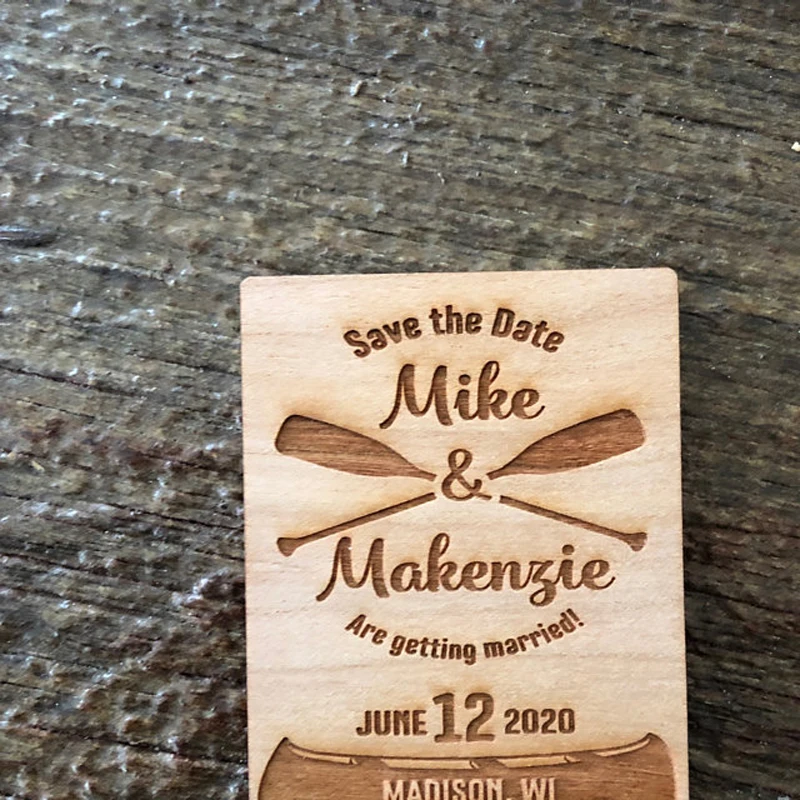 Save the Date
Mike
&
Makenzie
Are getting married!
JUNE 12 2020
MADISON, WI